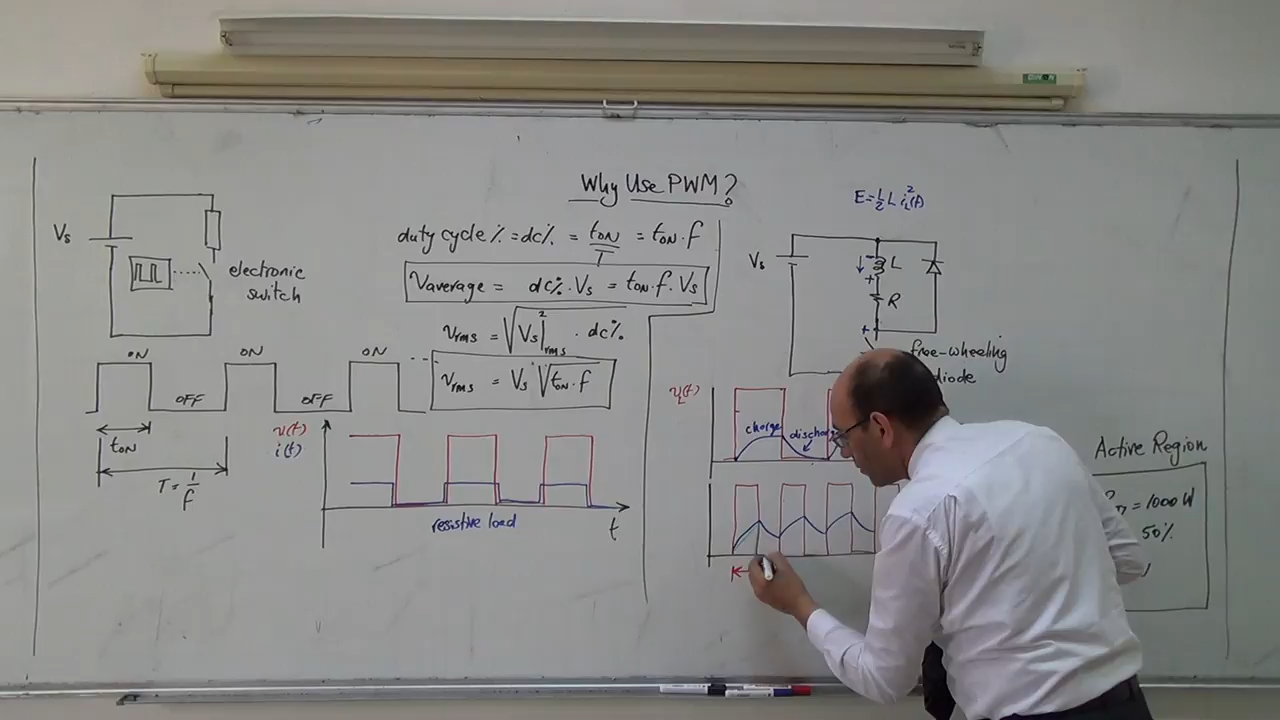 Why Use PWM?
duty cycle % = dc% = tON/T = tON·f
Vaverage = dc%·Vs = tON·f·Vs
Vrms = √Vs²|rms · dc%
Vrms = Vs √tON·f
Vs
electronic
switch
ON
ON
ON
...
OFF
OFF
tON
T = 1/f
v(t)
i(t)
resistive load
t
E=½ L iL²(t)
Vs
- L
+
R
+
free-wheeling
diode
charge
discharg
Active Region
= 1000 W
50%